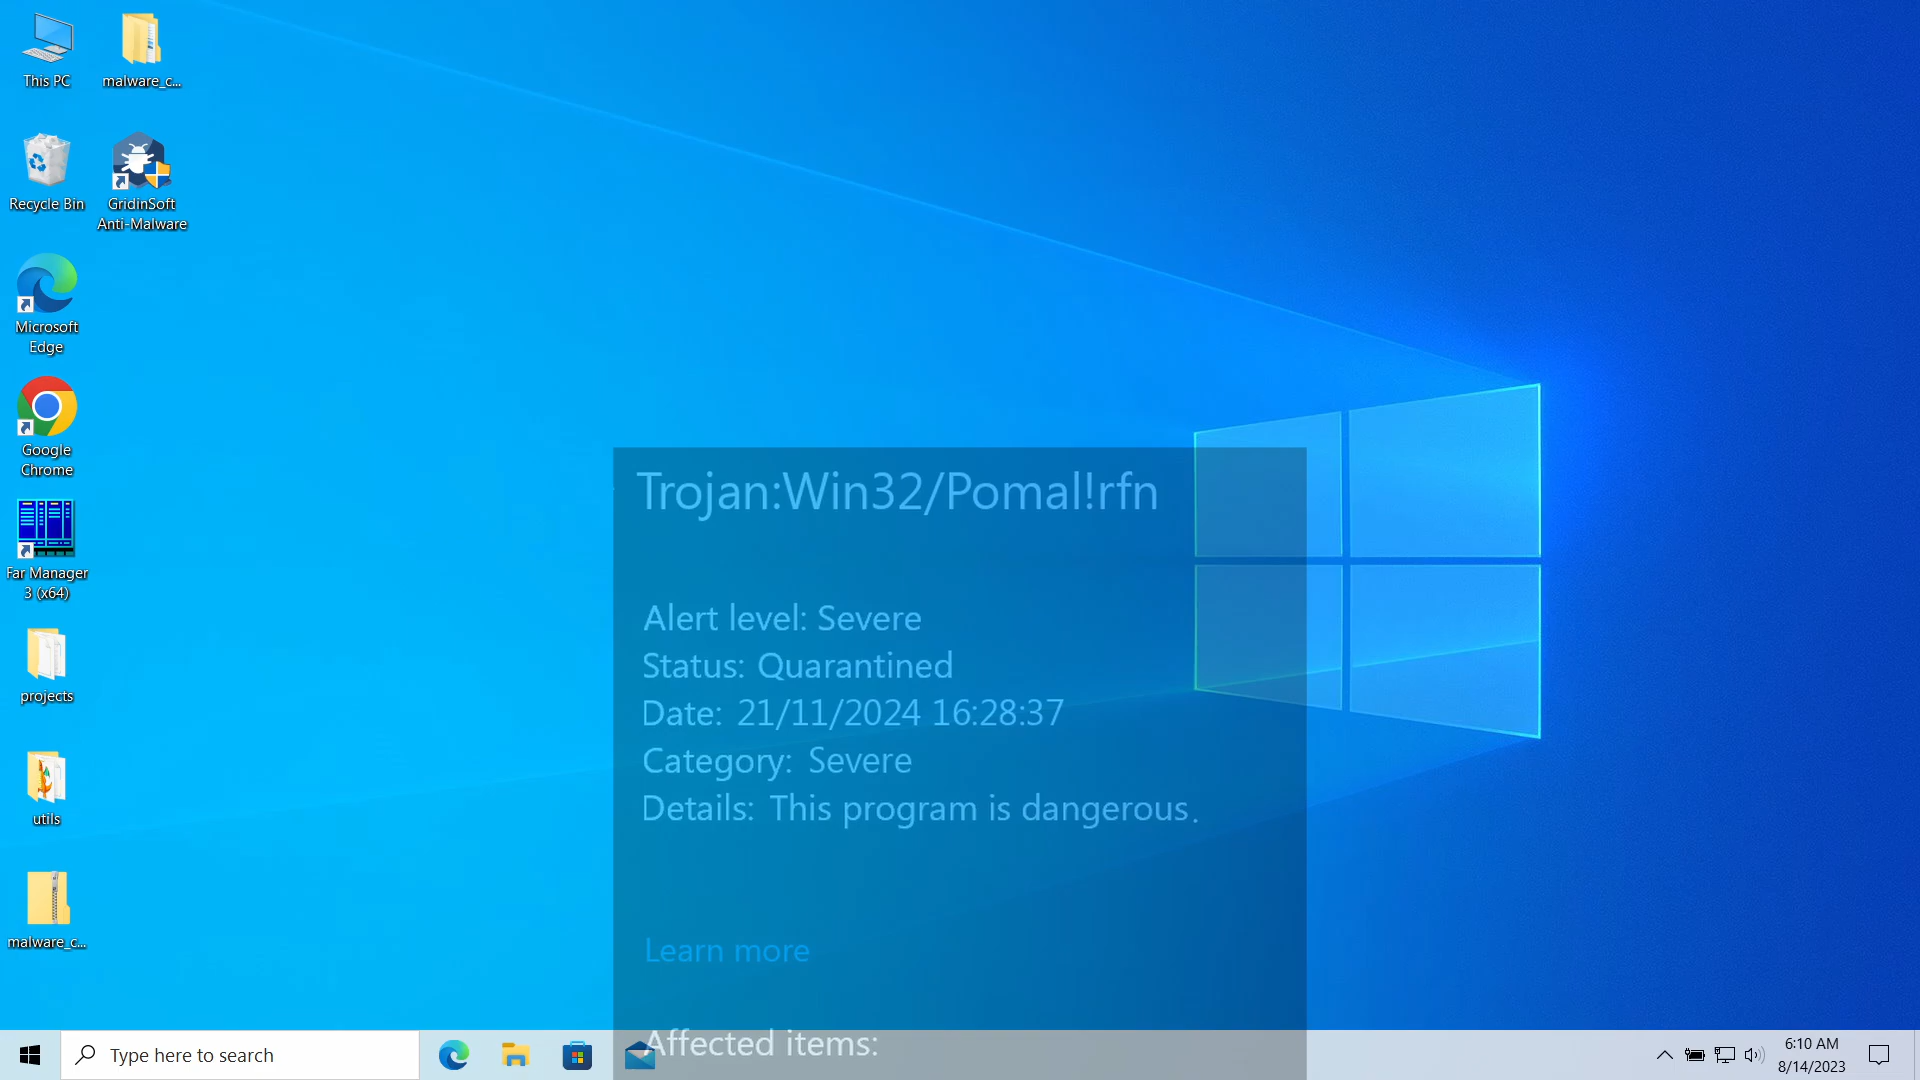 This PC
malware_c...
Recycle Bin
GridinSoft
Anti-Malware
Microsoft
Edge
Google
Chrome
Far Manager
3 (x64)
projects
utils
malware_c...
Trojan:Win32/Pomal!rfn
Alert level: Severe
Status: Quarantined
Date: 21/11/2024 16:28:37
Category: Severe
Details: This program is dangerous.
Learn more
Affected items:
Type here to search
6:10 AM
8/14/2023